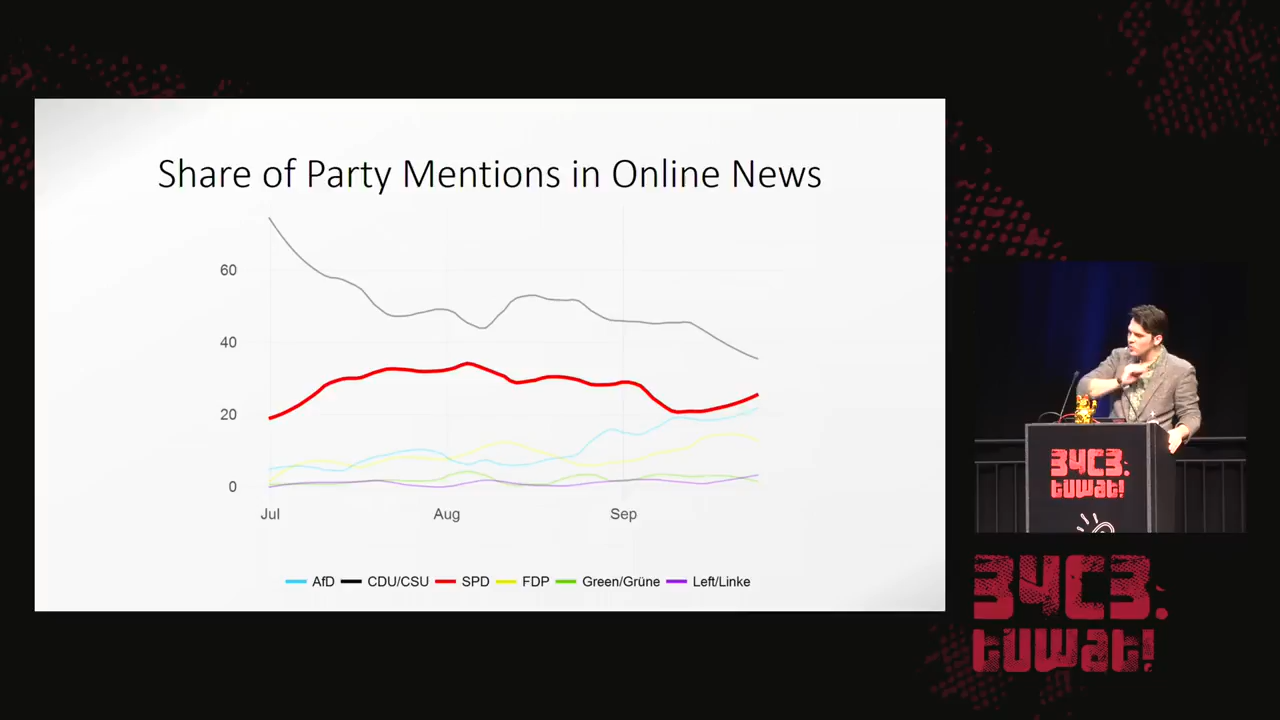 Share of Party Mentions in Online News
60
40
20
0
Jul Aug Sep
AfD CDU/CSU SPD FDP Green/Grüne Left/Linke
34C3.
tuwat!
34C3.
tuwat!